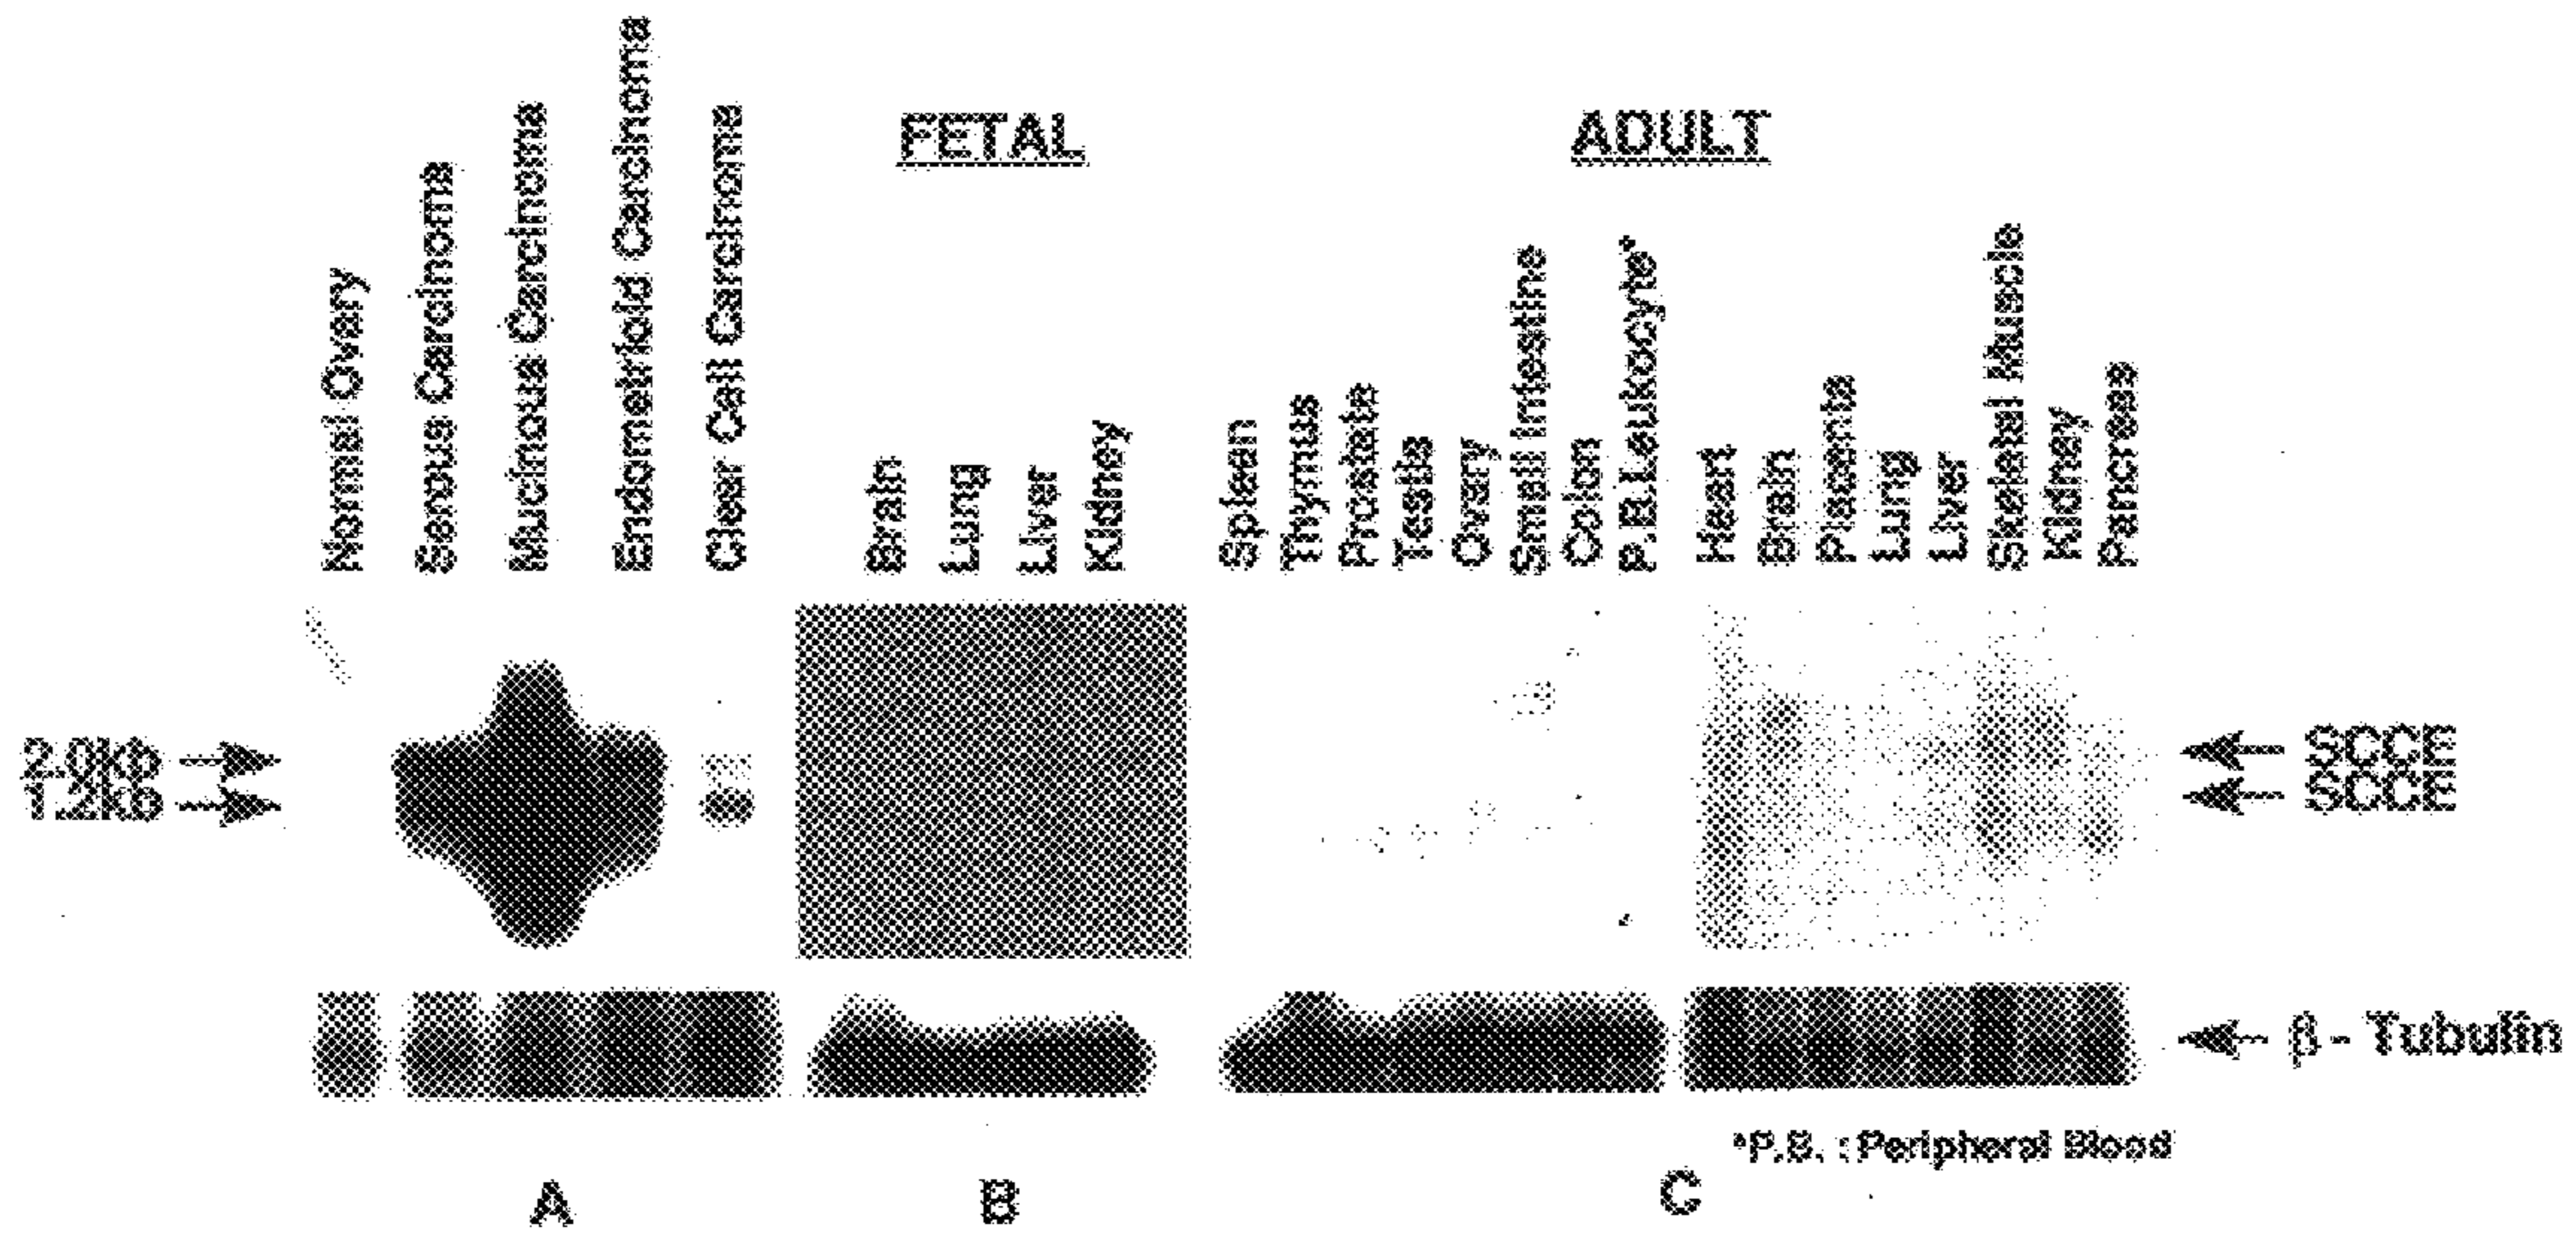 Normal Ovary
Serous Carcinoma
Mucinous Carcinoma
Endometrioid Carcinoma
Clear Cell Carcinoma
FETAL
Brain
Lung
Liver
Kidney
ADULT
Spleen
Thymus
Prostate
Testis
Ovary
Small Intestine
Colon
P.B.Leukocyte*
Heart
Brain
Placenta
Lung
Liver
Skeletal Muscle
Kidney
Pancreas
2.0kb
1.2kb
SCCE
SCCE
β - Tubulin
*P.B. : Peripheral Blood
A
B
C